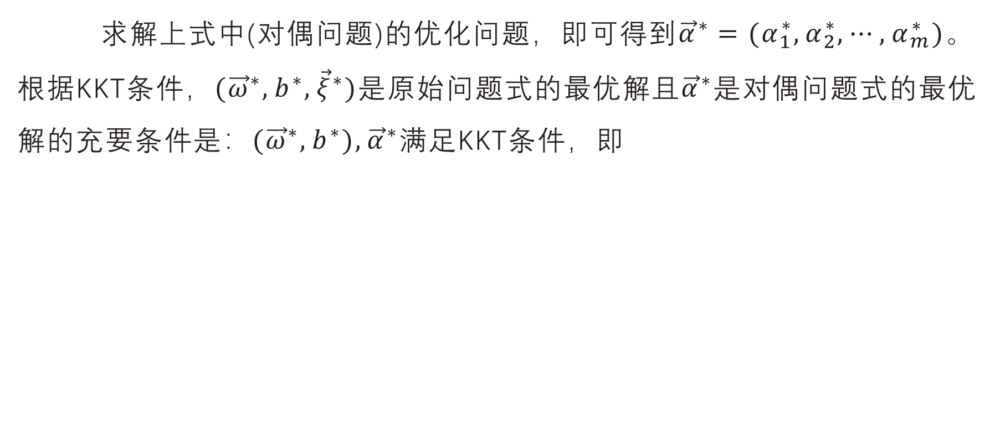 求解上式中(对偶问题)的优化问题，即可得到$\vec{\alpha}^* = (\alpha_1^*, \alpha_2^*, \cdots, \alpha_m^*)$。
根据KKT条件，$(\vec{\omega}^*, b^*, \vec{\xi}^*)$是原始问题式的最优解且$\vec{\alpha}^*$是对偶问题式的最优
解的充要条件是：$(\vec{\omega}^*, b^*), \vec{\alpha}^*$满足KKT条件，即